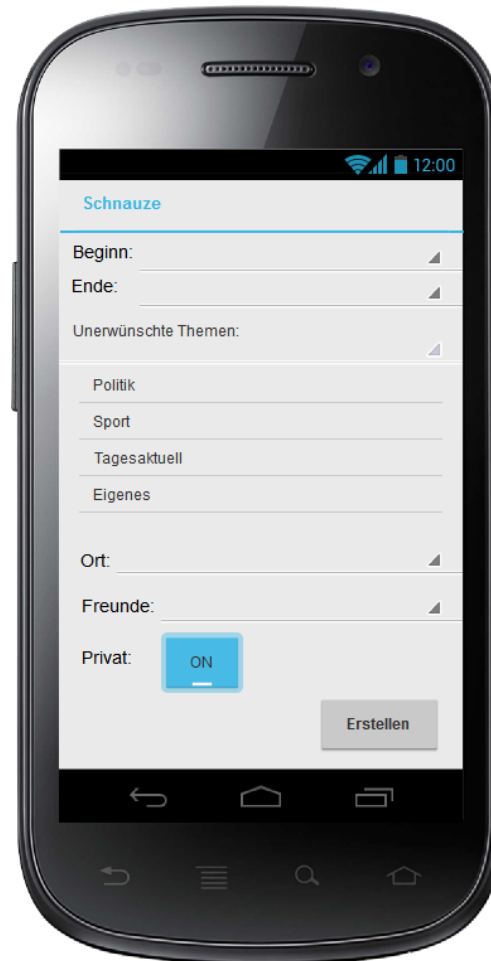 12:00
Schnauze
Beginn:
Ende:
Unerwünschte Themen:
Politik
Sport
Tagesaktuell
Eigenes
Ort:
Freunde:
Privat: ON
Erstellen